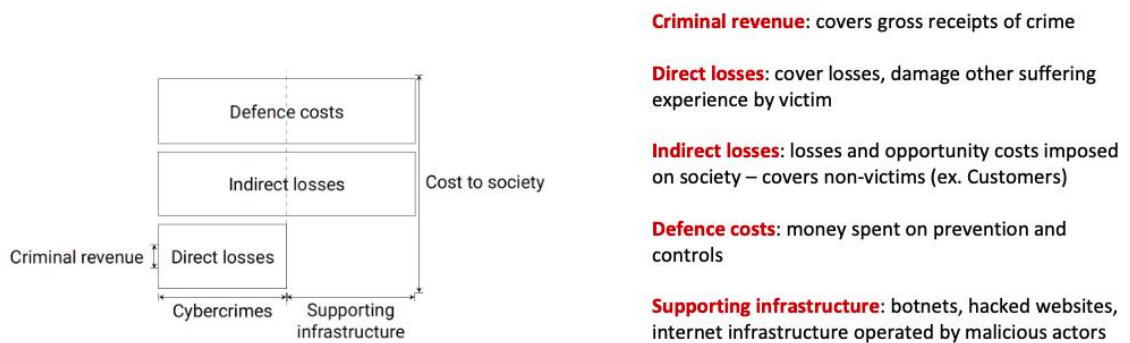 Defence costs
Indirect losses
Cost to society
Criminal revenue
Direct losses
Cybercrimes
Supporting
infrastructure
Criminal revenue: covers gross receipts of crime
Direct losses: cover losses, damage other suffering
experience by victim
Indirect losses: losses and opportunity costs imposed
on society – covers non-victims (ex. Customers)
Defence costs: money spent on prevention and
controls
Supporting infrastructure: botnets, hacked websites,
internet infrastructure operated by malicious actors